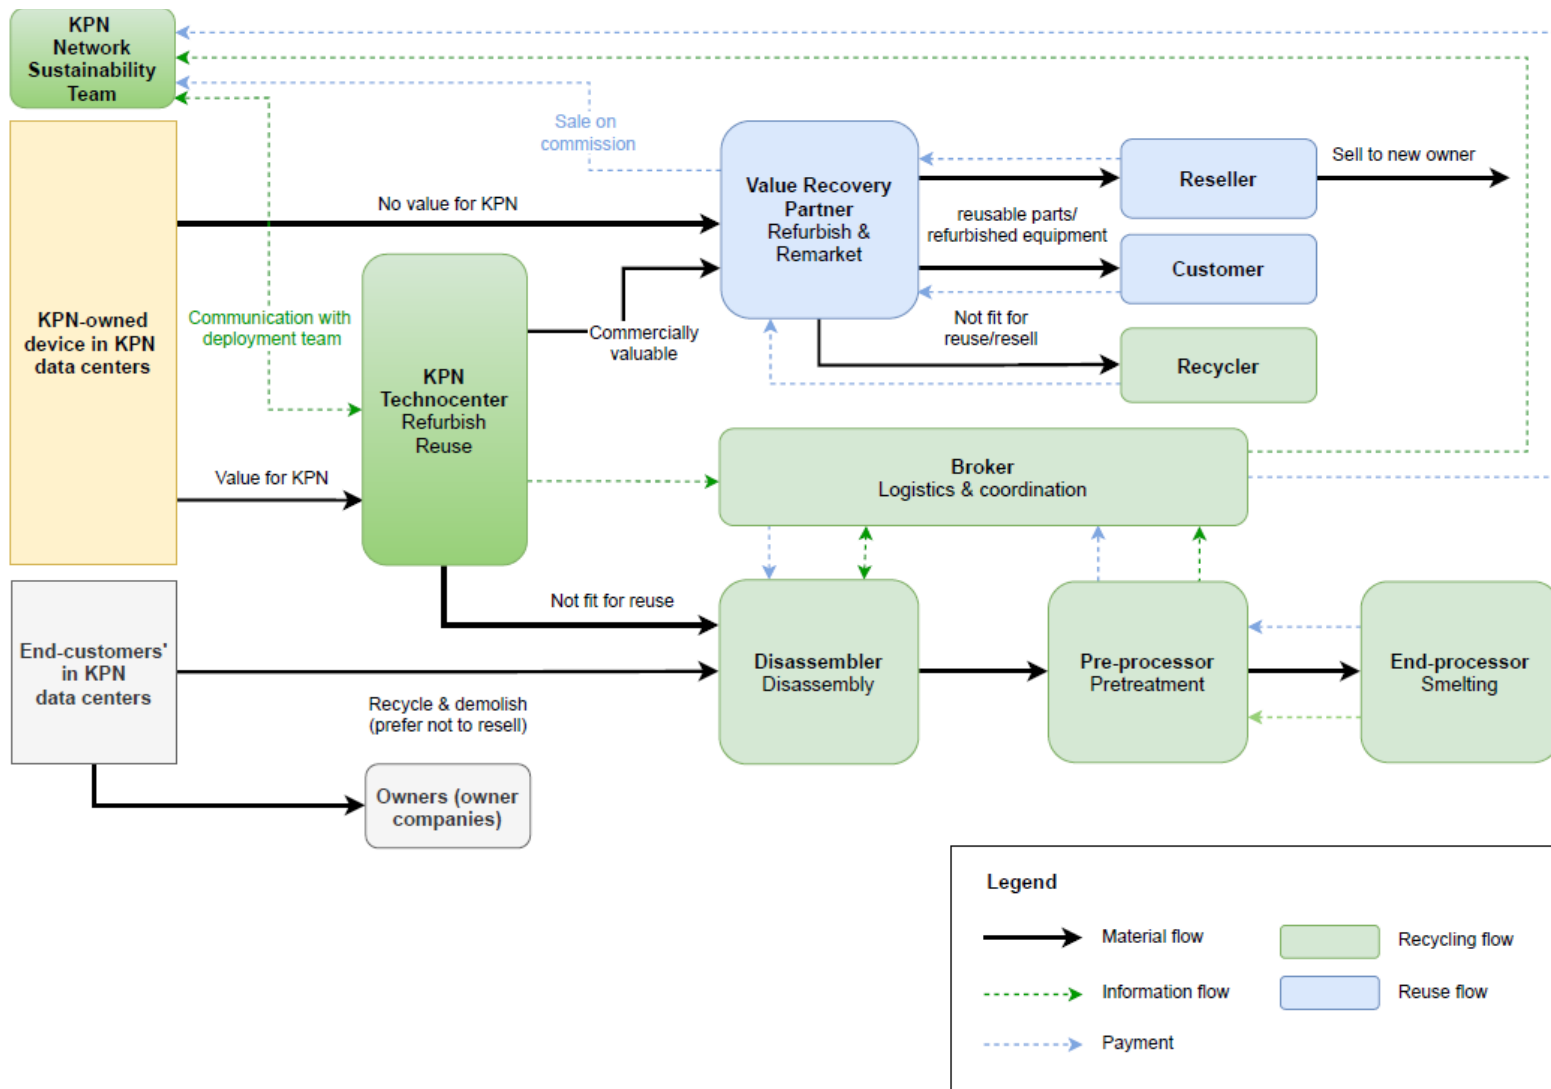 KPN
Network
Sustainability
Team
Sale on
commission
No value for KPN
Value Recovery
Partner
Refurbish &
Remarket
Reseller
Sell to new owner
reusable parts/
refurbished equipment
Customer
KPN-owned
device in KPN
data centers
Communication with
deployment team
Commercially
valuable
Not fit for
reuse/resell
Recycler
KPN
Technocenter
Refurbish
Reuse
Value for KPN
Broker
Logistics & coordination
Not fit for reuse
End-customers'
in KPN
data centers
Disassembler
Disassembly
Pre-processor
Pretreatment
End-processor
Smelting
Recycle & demolish
(prefer not to resell)
Owners (owner
companies)
Legend
Material flow
Recycling flow
Information flow
Reuse flow
Payment